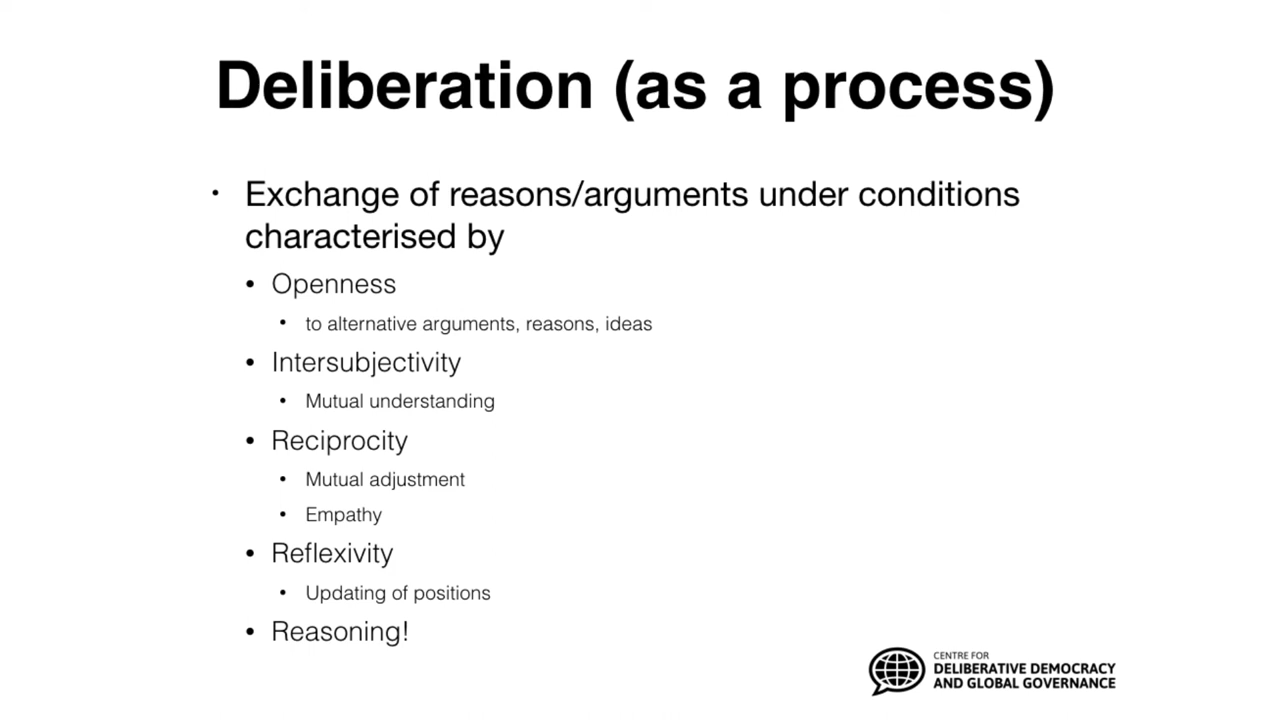 Deliberation (as a process)
• Exchange of reasons/arguments under conditions
characterised by
• Openness
• to alternative arguments, reasons, ideas
• Intersubjectivity
• Mutual understanding
• Reciprocity
• Mutual adjustment
• Empathy
• Reflexivity
• Updating of positions
• Reasoning!
CENTRE FOR
DELIBERATIVE DEMOCRACY
AND GLOBAL GOVERNANCE